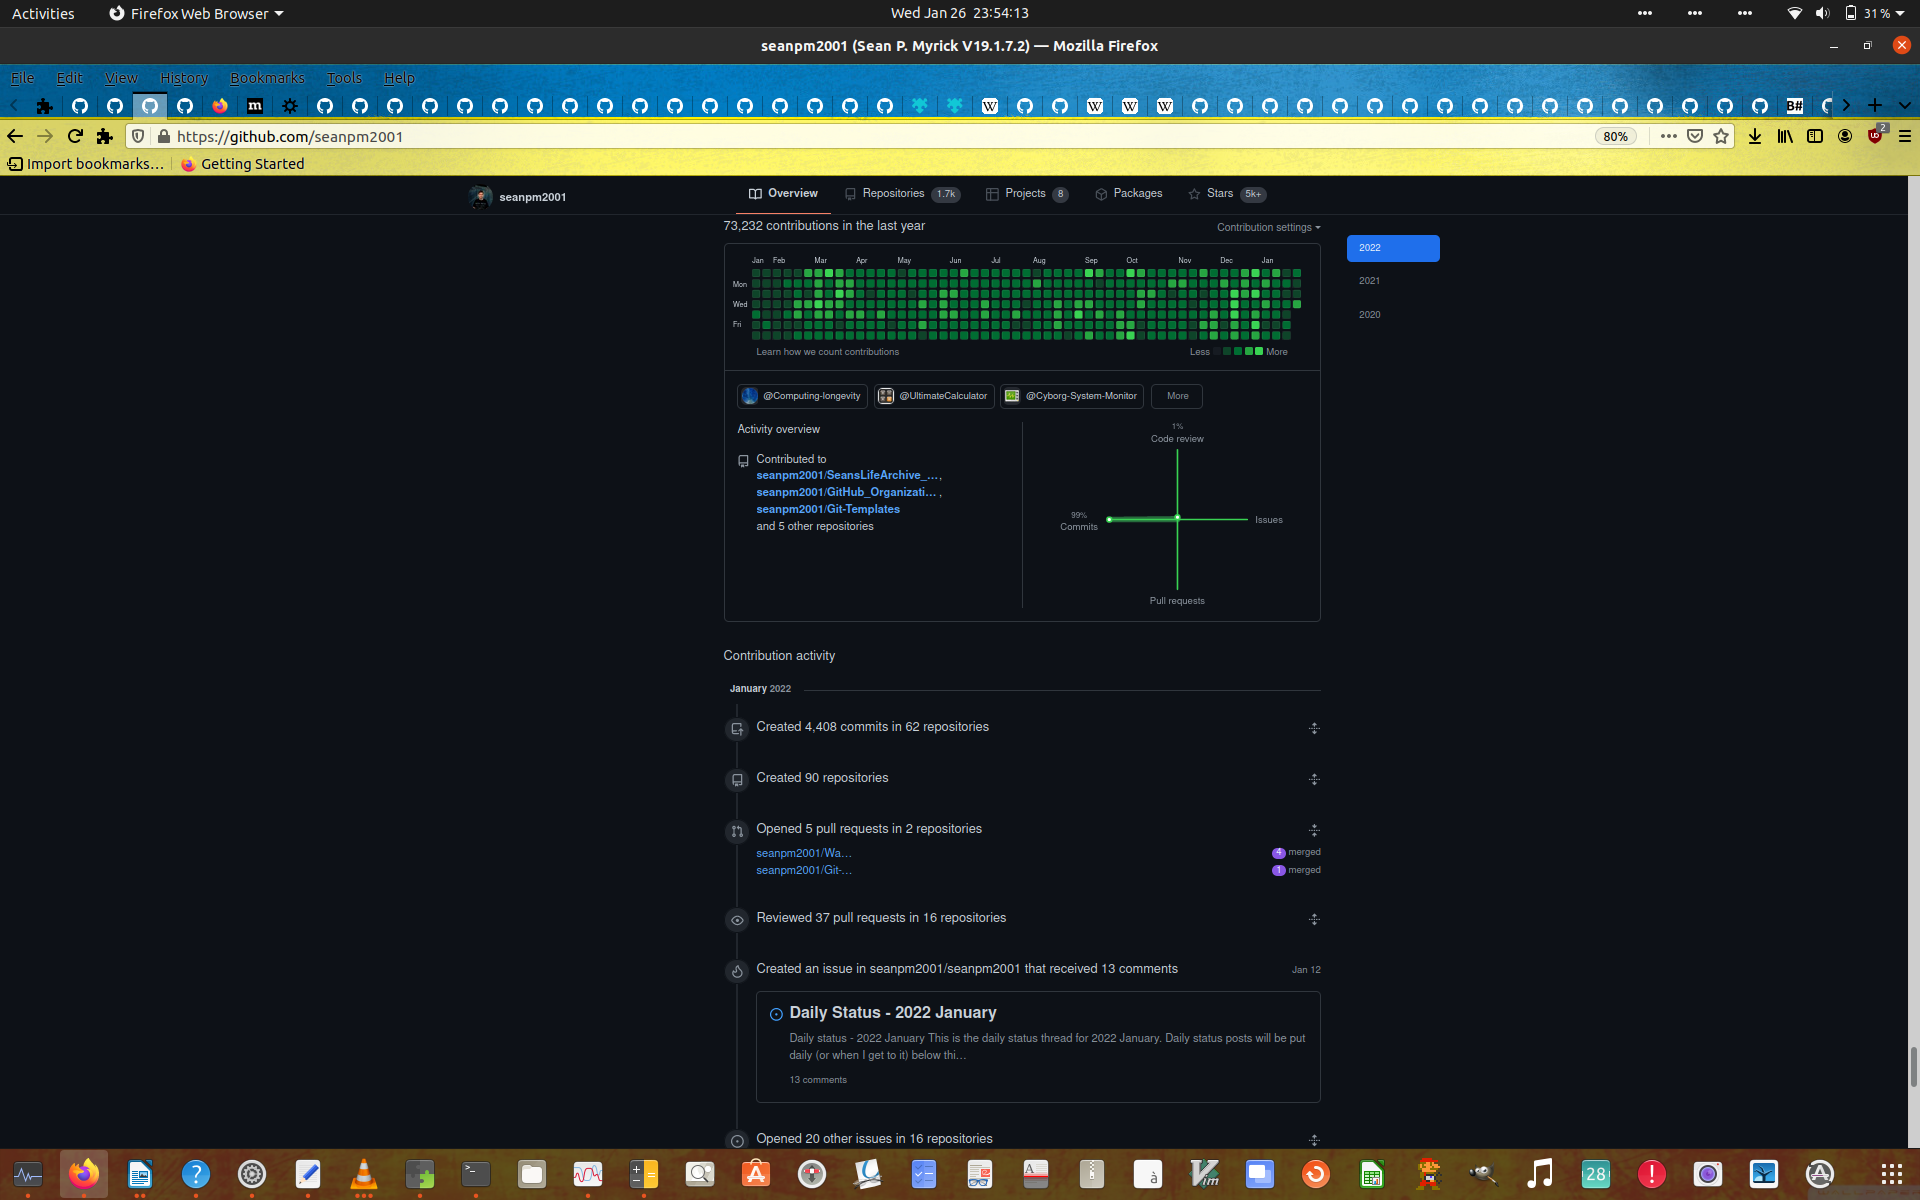 Activities
Firefox Web Browser
Wed Jan 26 23:54:13
31 %
seanpm2001 (Sean P. Myrick V19.1.7.2) — Mozilla Firefox
File Edit View History Bookmarks Tools Help
m
W
W
W
W
B#
https://github.com/seanpm2001
80%
2
Import bookmarks...
Getting Started
seanpm2001
Overview
Repositories 1.7k
Projects 8
Packages
Stars 5k+
73,232 contributions in the last year
Contribution settings
2022
2021
2020
Jan Feb Mar Apr May Jun Jul Aug Sep Oct Nov Dec Jan
Mon
Wed
Fri
Learn how we count contributions
Less More
@Computing-longevity
@UltimateCalculator
@Cyborg-System-Monitor
More
Activity overview
Contributed to
seanpm2001/SeansLifeArchive_...,
seanpm2001/GitHub_Organizati... ,
seanpm2001/Git-Templates
and 5 other repositories
1%
Code review
99%
Commits
Issues
Pull requests
Contribution activity
January 2022
Created 4,408 commits in 62 repositories
Created 90 repositories
Opened 5 pull requests in 2 repositories
seanpm2001/Wa... 4 merged
seanpm2001/Git-... 1 merged
Reviewed 37 pull requests in 16 repositories
Created an issue in seanpm2001/seanpm2001 that received 13 comments Jan 12
Daily Status - 2022 January
Daily status - 2022 January This is the daily status thread for 2022 January. Daily status posts will be put
daily (or when I get to it) below thi...
13 comments
Opened 20 other issues in 16 repositories
28